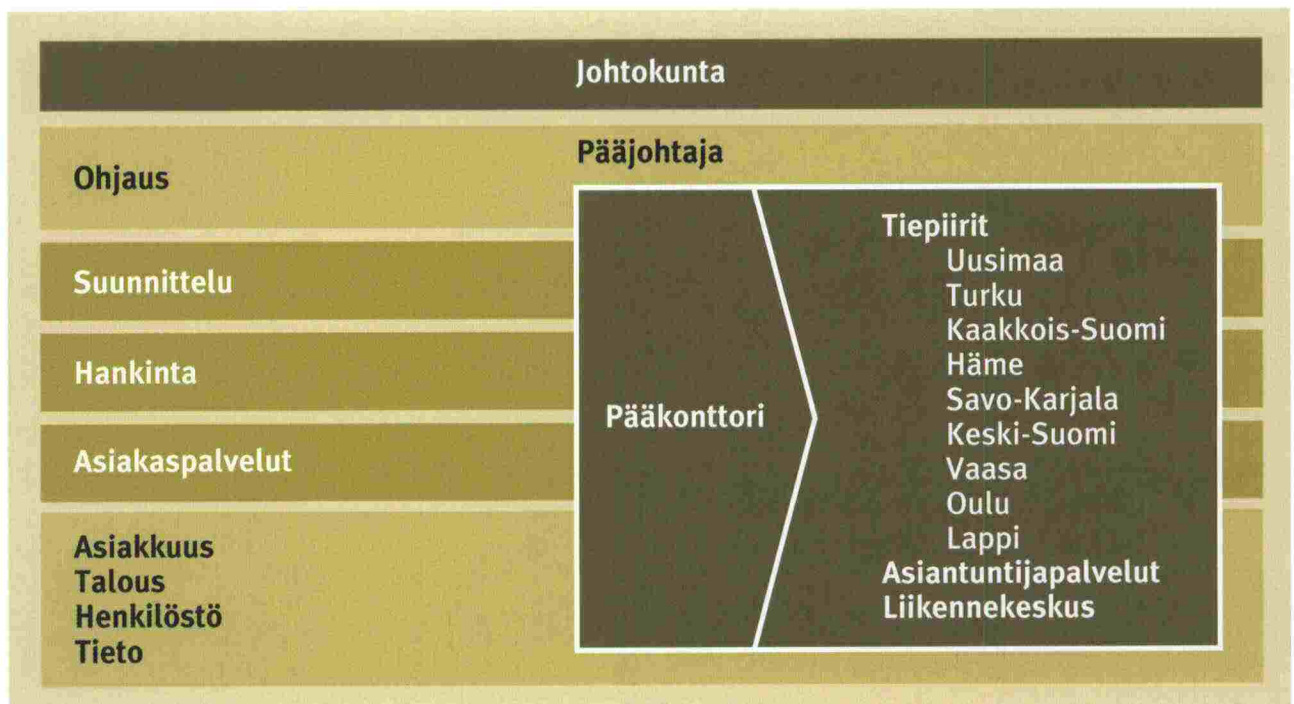 Johtokunta
Pääjohtaja
Ohjaus
Suunnittelu
Hankinta
Asiakaspalvelut
Asiakkuus
Talous
Henkilöstö
Tieto
Pääkonttori
Tiepiirit
Uusimaa
Turku
Kaakkois-Suomi
Häme
Savo-Karjala
Keski-Suomi
Vaasa
Oulu
Lappi
Asiantuntijapalvelut
Liikennekeskus